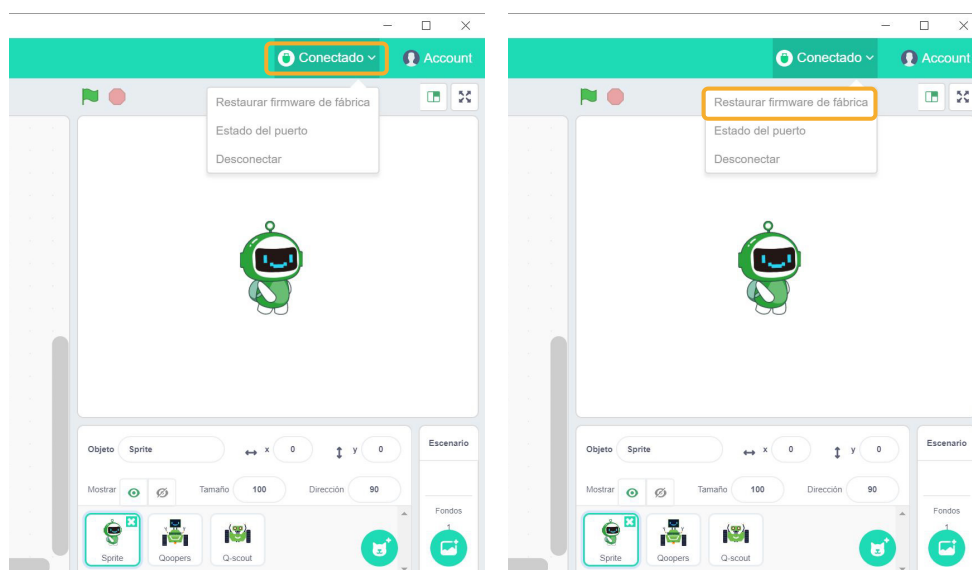 Conectado
Account
Restaurar firmware de fábrica
Estado del puerto
Desconectar
Objeto Sprite x 0 y 0
Escenario
Mostrar Tamaño 100 Dirección 90
Fondos
1
Sprite Qoopers Q-scout
Conectado
Account
Restaurar firmware de fábrica
Estado del puerto
Desconectar
Objeto Sprite x 0 y 0
Escenario
Mostrar Tamaño 100 Dirección 90
Fondos
1
Sprite Qoopers Q-scout